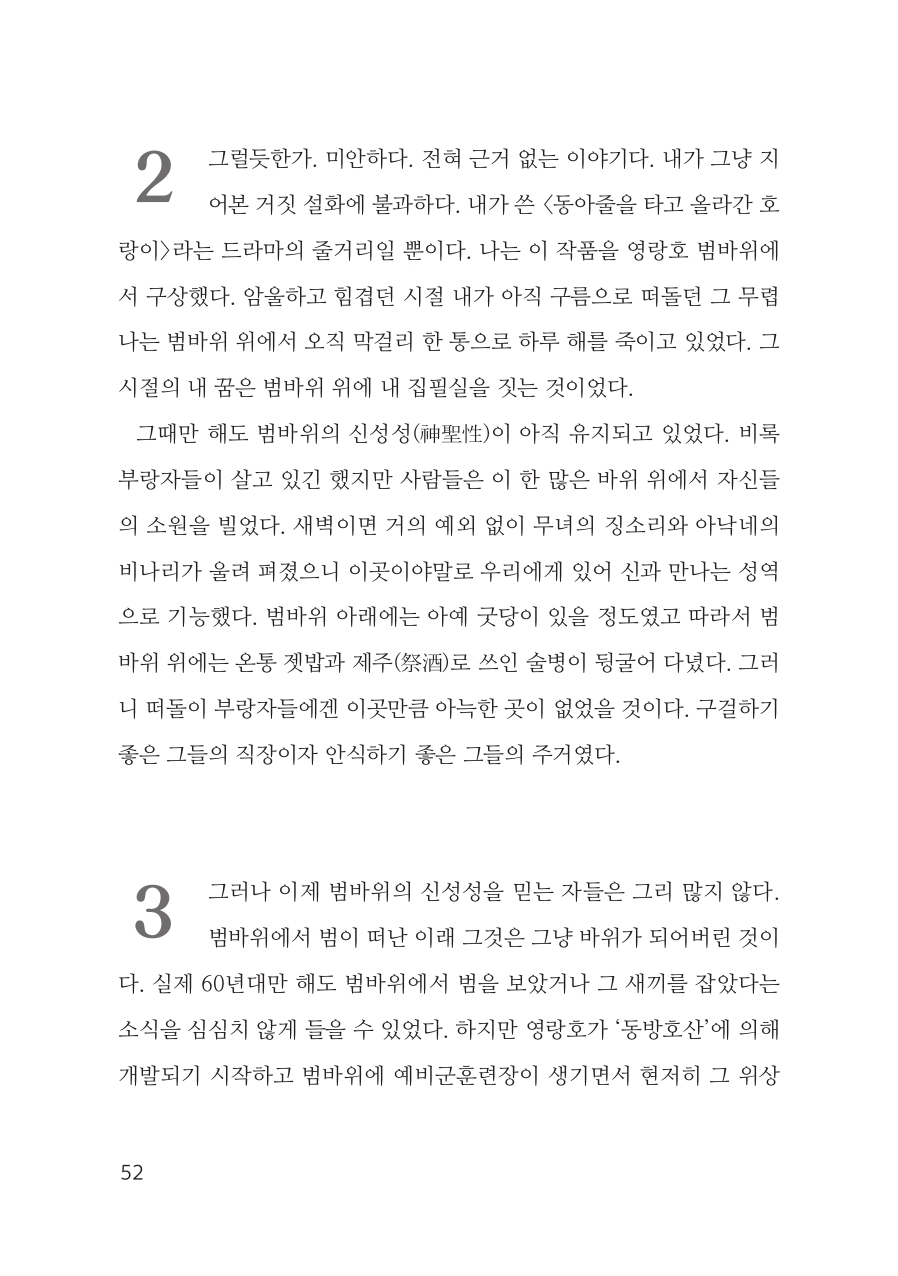 2
그럴듯한가. 미안하다. 전혀 근거 없는 이야기다. 내가 그냥 지
어본 거짓 설화에 불과하다. 내가 쓴 〈동아줄을 타고 올라간 호
랑이〉라는 드라마의 줄거리일 뿐이다. 나는 이 작품을 영랑호 범바위에
서 구상했다. 암울하고 힘겹던 시절 내가 아직 구름으로 떠돌던 그 무렵
나는 범바위 위에서 오직 막걸리 한 통으로 하루 해를 죽이고 있었다. 그
시절의 내 꿈은 범바위 위에 내 집필실을 짓는 것이었다.
그때만 해도 범바위의 신성성(神聖性)이 아직 유지되고 있었다. 비록
부랑자들이 살고 있긴 했지만 사람들은 이 한 많은 바위 위에서 자신들
의 소원을 빌었다. 새벽이면 거의 예외 없이 무녀의 징소리와 아낙네의
비나리가 울려 펴졌으니 이곳이야말로 우리에게 있어 신과 만나는 성역
으로 기능했다. 범바위 아래에는 아예 굿당이 있을 정도였고 따라서 범
바위 위에는 온통 젯밥과 제주(祭酒)로 쓰인 술병이 뒹굴어 다녔다. 그러
니 떠돌이 부랑자들에겐 이곳만큼 아늑한 곳이 없었을 것이다. 구걸하기
좋은 그들의 직장이자 안식하기 좋은 그들의 주거였다.
3
그러나 이제 범바위의 신성성을 믿는 자들은 그리 많지 않다.
범바위에서 범이 떠난 이래 그것은 그냥 바위가 되어버린 것이
다. 실제 60년대만 해도 범바위에서 범을 보았거나 그 새끼를 잡았다는
소식을 심심치 않게 들을 수 있었다. 하지만 영랑호가 ‘동방호산’에 의해
개발되기 시작하고 범바위에 예비군훈련장이 생기면서 현저히 그 위상
52